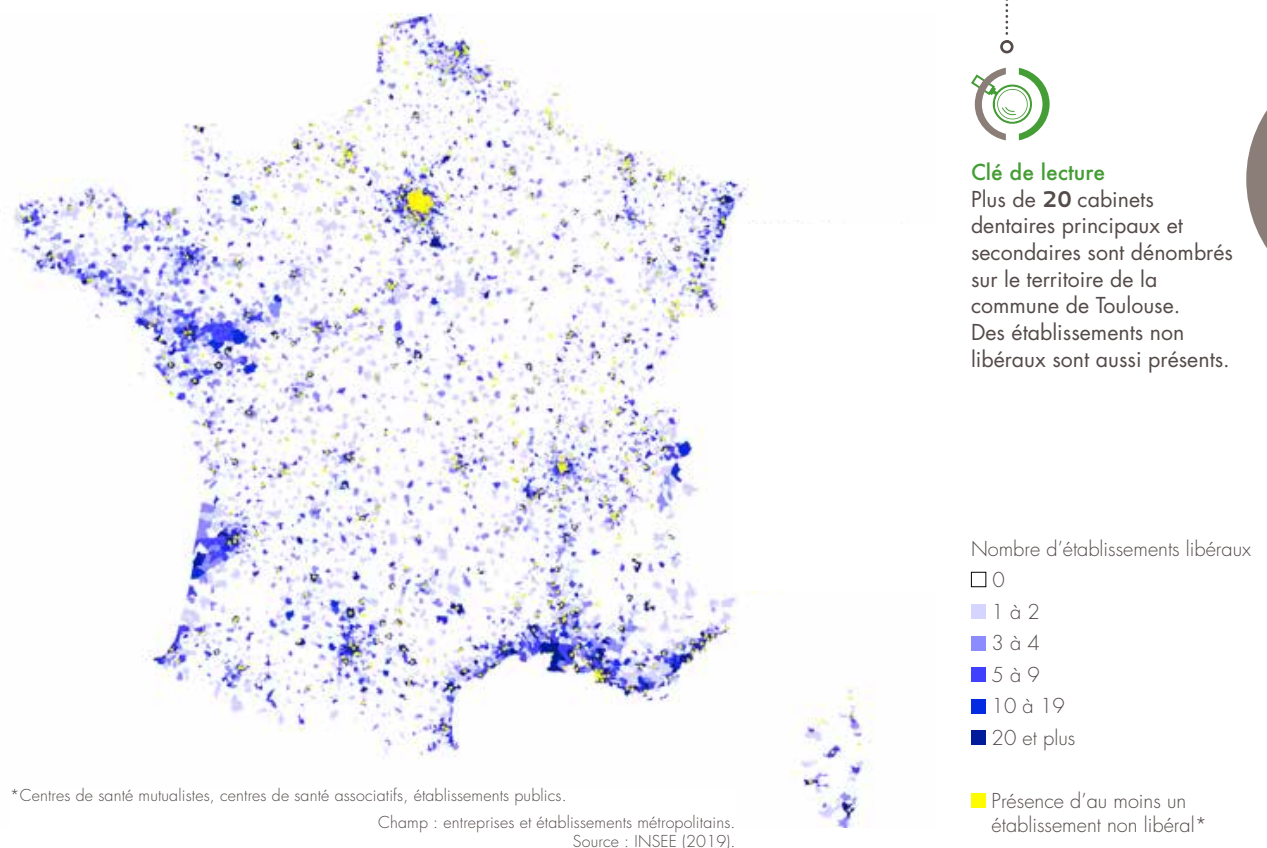 Clé de lecture
Plus de 20 cabinets
dentaires principaux et
secondaires sont dénombrés
sur le territoire de la
commune de Toulouse.
Des établissements non
libéraux sont aussi présents.
Nombre d'établissements libéraux
0
1 à 2
3 à 4
5 à 9
10 à 19
20 et plus
Présence d'au moins un
établissement non libéral*
*Centres de santé mutualistes, centres de santé associatifs, établissements publics.
Champ : entreprises et établissements métropolitains.
Source : INSEE (2019).